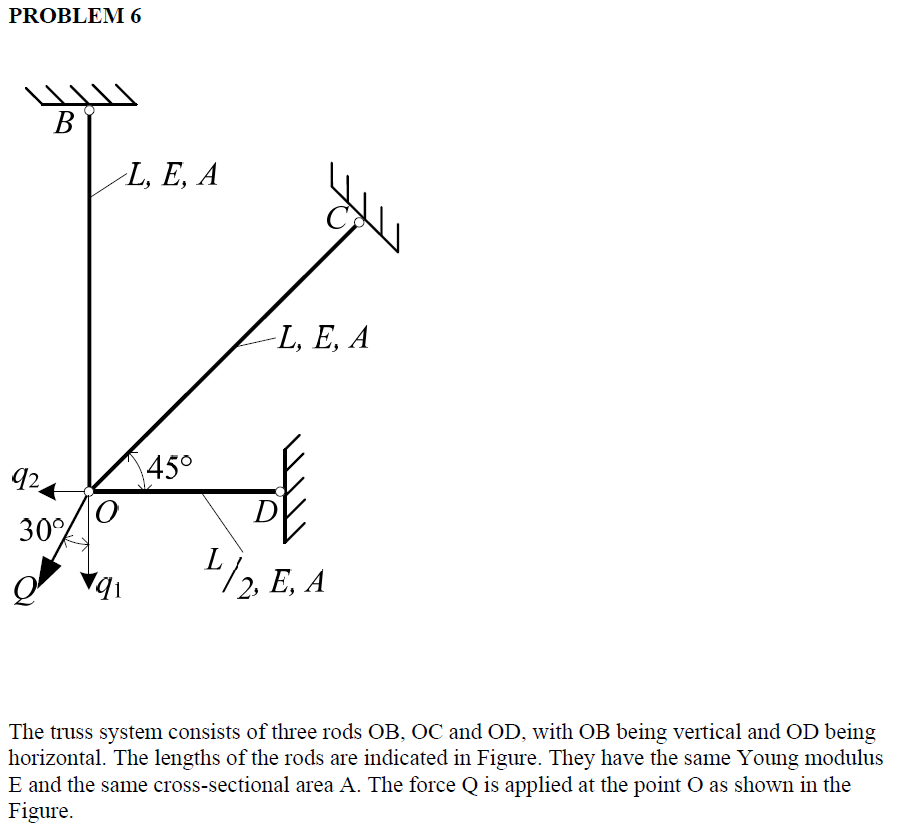 PROBLEM 6
B
L, E, A
C
L, E, A
45°
q2
O
D
30°
Q
q1
L/2, E, A
The truss system consists of three rods OB, OC and OD, with OB being vertical and OD being
horizontal. The lengths of the rods are indicated in Figure. They have the same Young modulus
E and the same cross-sectional area A. The force Q is applied at the point O as shown in the
Figure.